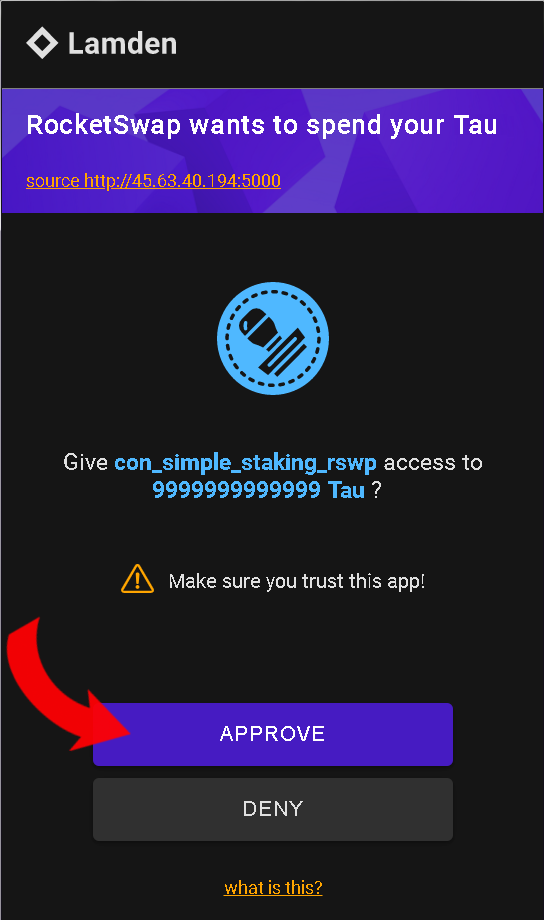 Lamden
RocketSwap wants to spend your Tau
source http://45.63.40.194:5000
Give con_simple_staking_rswp access to
9999999999999 Tau ?
Make sure you trust this app!
APPROVE
DENY
what is this?